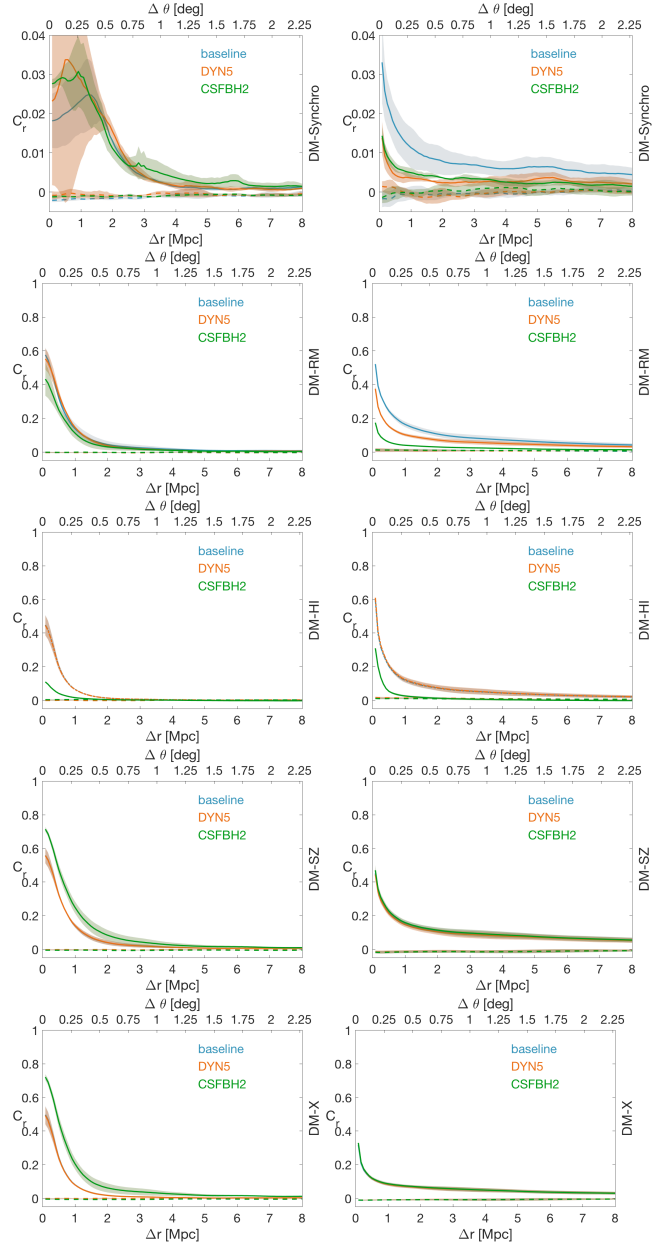 Δ θ [deg]
0 0.25 0.5 0.75 1 1.25 1.5 1.75 2 2.25
0.04
0.03
0.02
0.01
0
C_r
baseline
DYN5
CSFBH2
DM-Synchro
0 1 2 3 4 5 6 7 8
Δr [Mpc]
Δ θ [deg]
0 0.25 0.5 0.75 1 1.25 1.5 1.75 2 2.25
0.04
0.03
0.02
0.01
0
C_r
baseline
DYN5
CSFBH2
DM-Synchro
0 1 2 3 4 5 6 7 8
Δr [Mpc]
Δ θ [deg]
0 0.25 0.5 0.75 1 1.25 1.5 1.75 2 2.25
1
0.8
0.6
0.4
0.2
0
C_r
baseline
DYN5
CSFBH2
DM-RM
0 1 2 3 4 5 6 7 8
Δr [Mpc]
Δ θ [deg]
0 0.25 0.5 0.75 1 1.25 1.5 1.75 2 2.25
1
0.8
0.6
0.4
0.2
0
C_r
baseline
DYN5
CSFBH2
DM-RM
0 1 2 3 4 5 6 7 8
Δr [Mpc]
Δ θ [deg]
0 0.25 0.5 0.75 1 1.25 1.5 1.75 2 2.25
1
0.8
0.6
0.4
0.2
0
C_r
baseline
DYN5
CSFBH2
DM-HI
0 1 2 3 4 5 6 7 8
Δr [Mpc]
Δ θ [deg]
0 0.25 0.5 0.75 1 1.25 1.5 1.75 2 2.25
1
0.8
0.6
0.4
0.2
0
C_r
baseline
DYN5
CSFBH2
DM-HI
0 1 2 3 4 5 6 7 8
Δr [Mpc]
Δ θ [deg]
0 0.25 0.5 0.75 1 1.25 1.5 1.75 2 2.25
1
0.8
0.6
0.4
0.2
0
C_r
baseline
DYN5
CSFBH2
DM-SZ
0 1 2 3 4 5 6 7 8
Δr [Mpc]
Δ θ [deg]
0 0.25 0.5 0.75 1 1.25 1.5 1.75 2 2.25
1
0.8
0.6
0.4
0.2
0
C_r
baseline
DYN5
CSFBH2
DM-SZ
0 1 2 3 4 5 6 7 8
Δr [Mpc]
Δ θ [deg]
0 0.25 0.5 0.75 1 1.25 1.5 1.75 2 2.25
1
0.8
0.6
0.4
0.2
0
C_r
baseline
DYN5
CSFBH2
DM-X
0 1 2 3 4 5 6 7 8
Δr [Mpc]
Δ θ [deg]
0 0.25 0.5 0.75 1 1.25 1.5 1.75 2 2.25
1
0.8
0.6
0.4
0.2
0
C_r
baseline
DYN5
CSFBH2
DM-X
0 1 2 3 4 5 6 7 8
Δr [Mpc]